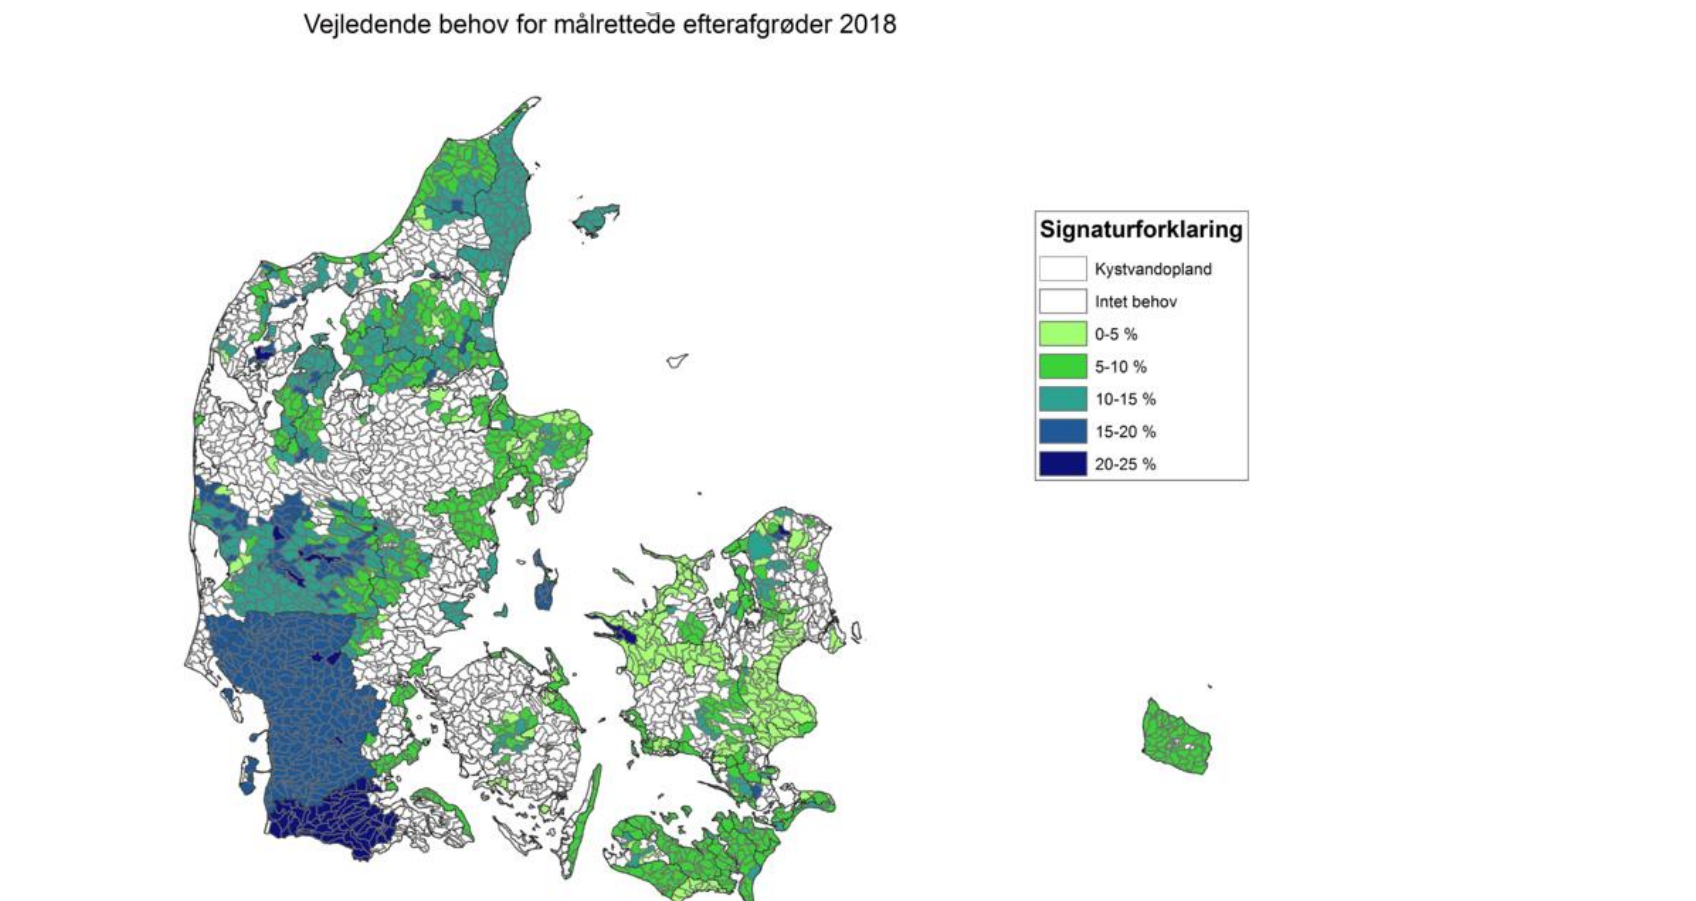 Vejledende behov for målrettede efterafgrøder 2018
Signaturforklaring
Kystvandopland
Intet behov
0-5 %
5-10 %
10-15 %
15-20 %
20-25 %